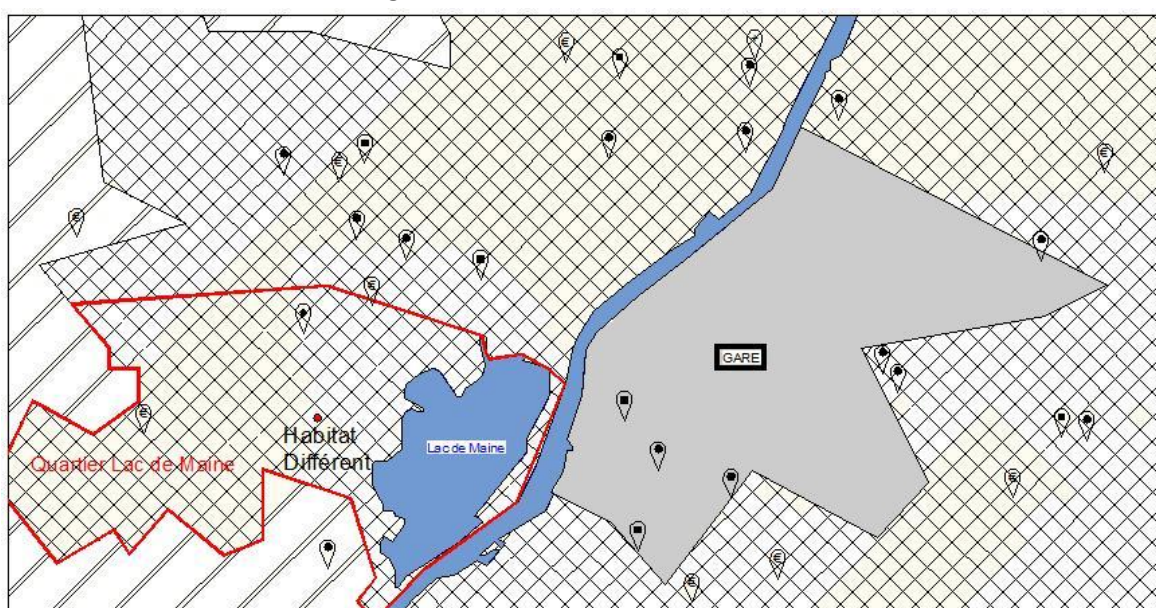 €
€
€
€
€
€
GARE
€
Habitat
Différent
Lac de Maine
Quartier Lac de Maine
€
€
€